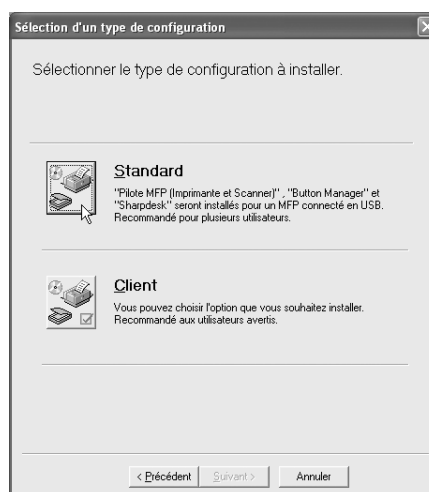 Sélection d'un type de configuration
Sélectionner le type de configuration à installer.
Standard
"Pilote MFP (Imprimante et Scanner)" , "Button Manager" et
"Sharpdesk" seront installés pour un MFP connecté en USB.
Recommandé pour plusieurs utilisateurs.
Client
Vous pouvez choisir l'option que vous souhaitez installer.
Recommandé aux utilisateurs avertis.
< Précédent Suivant > Annuler